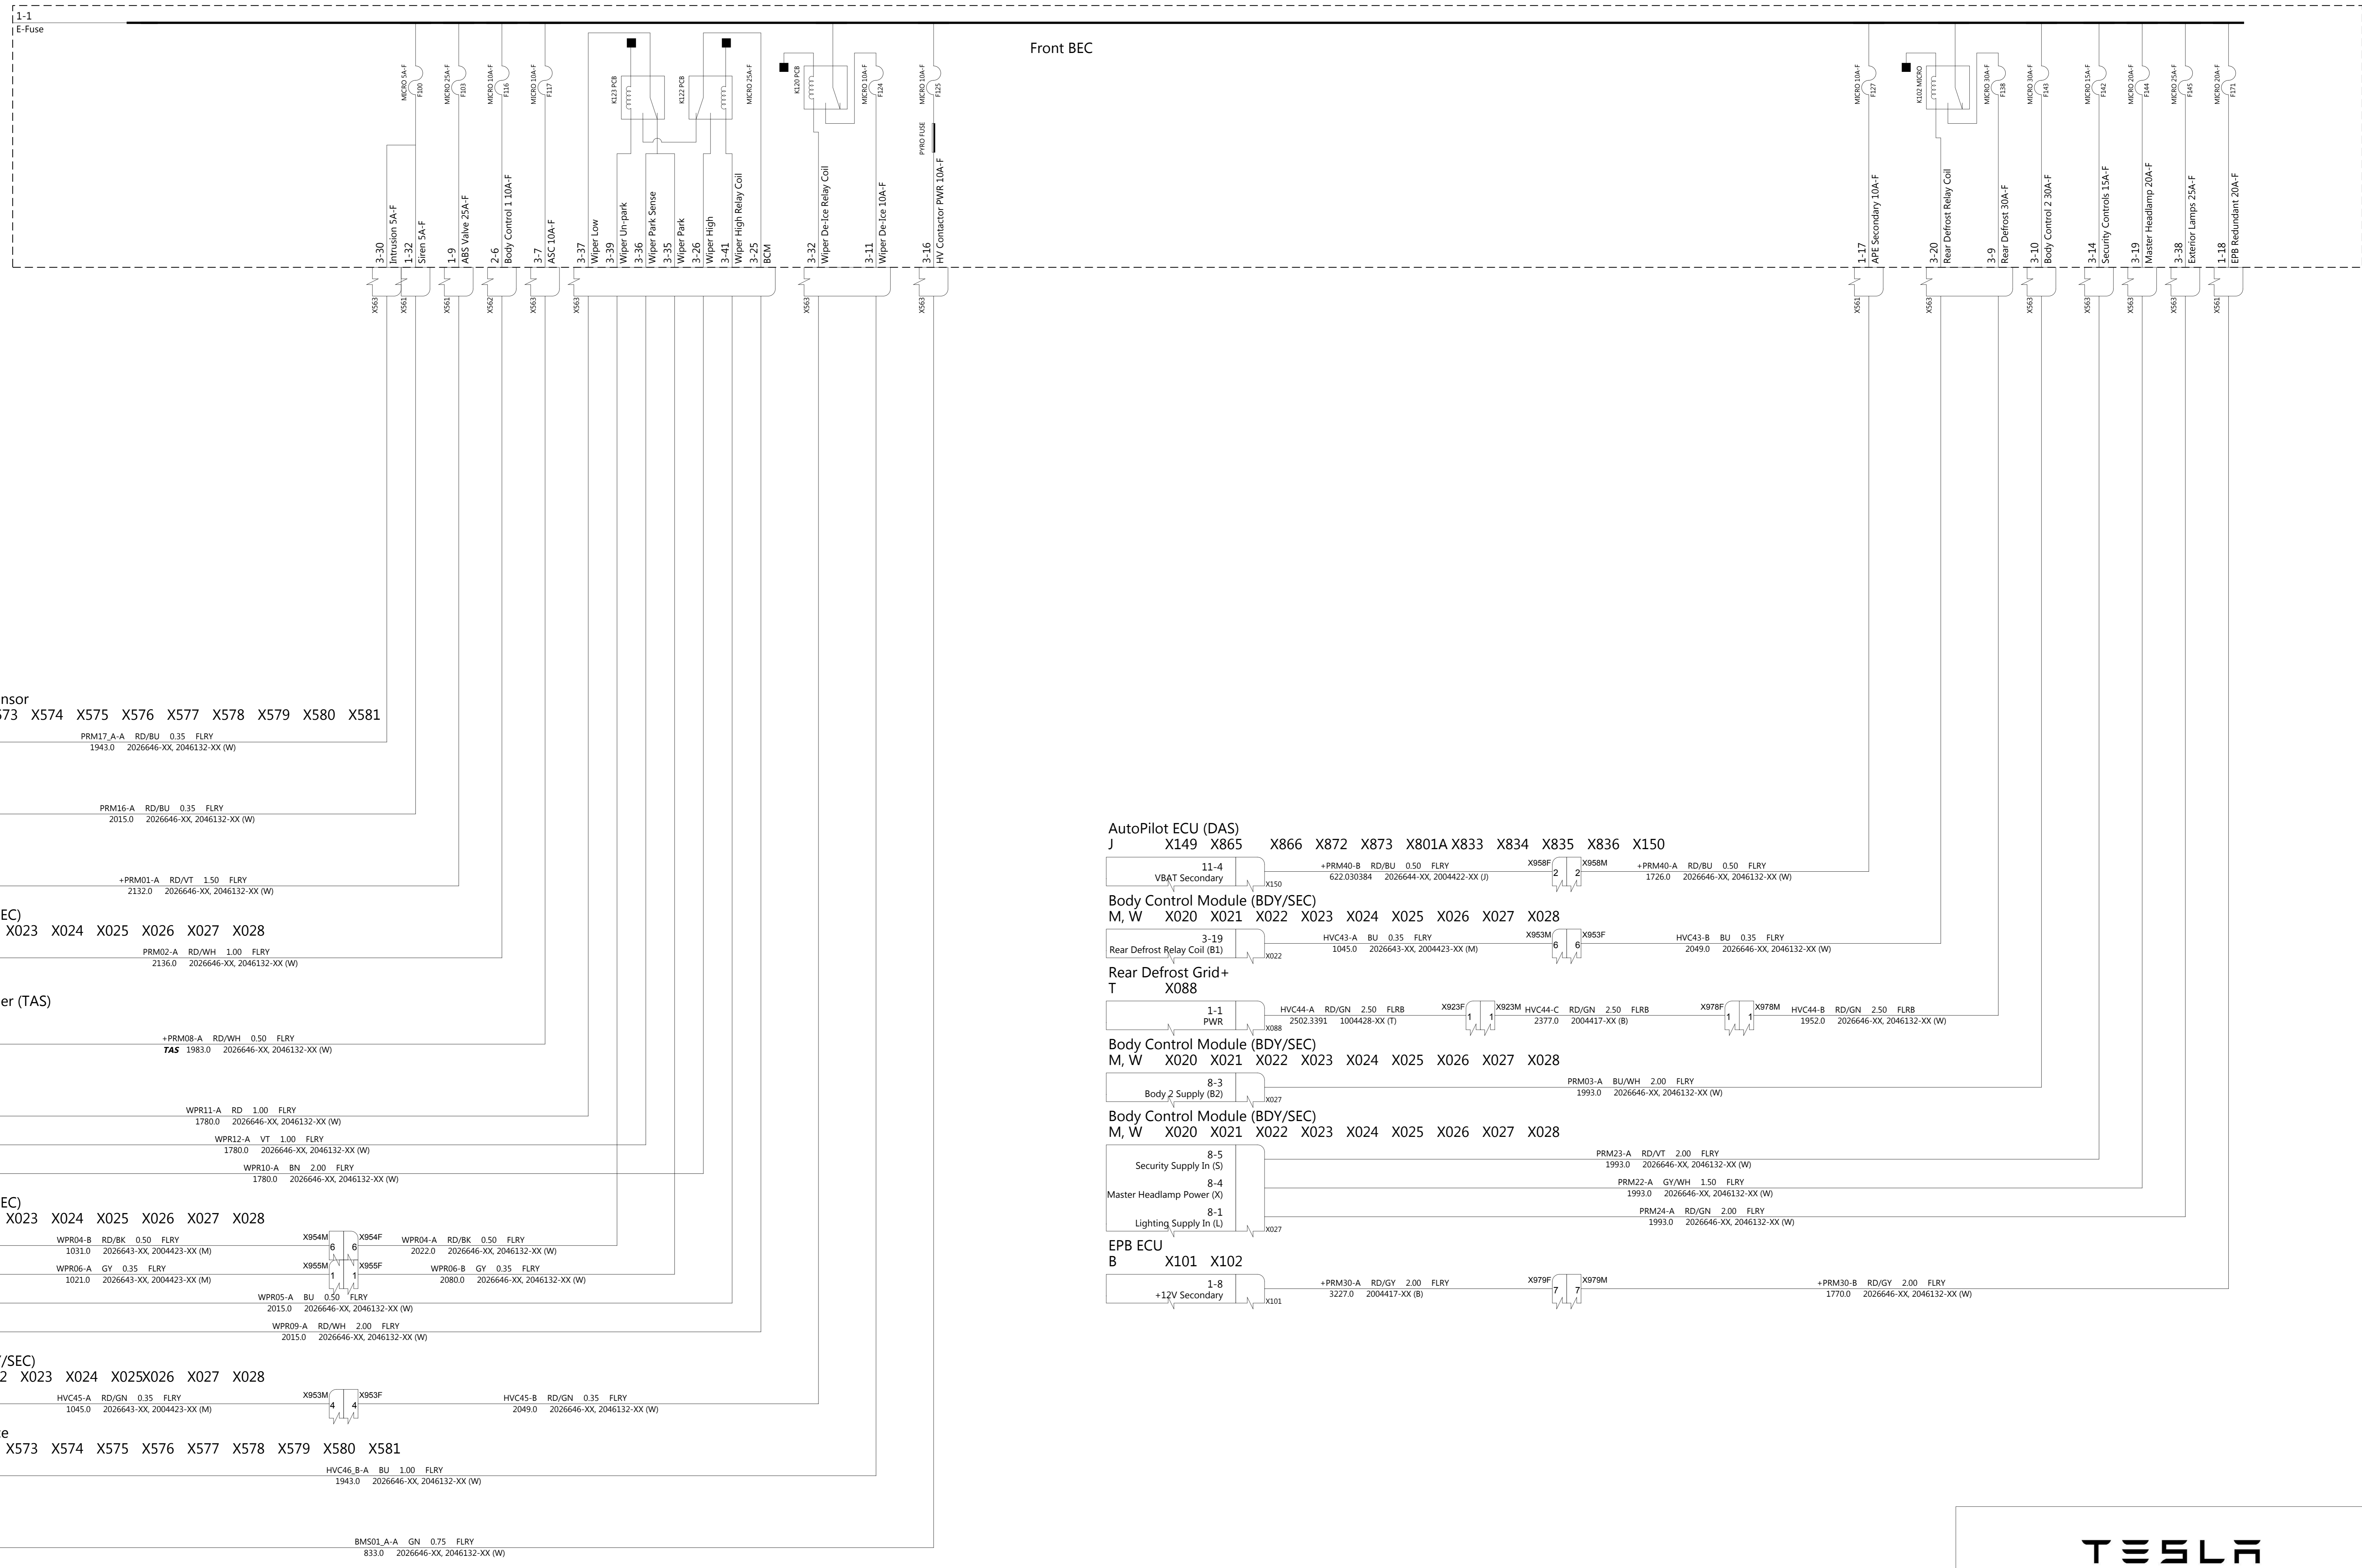 1-1
E-Fuse
Front BEC
MICRO 5A-F
F100
MICRO 25A-F
F103
MICRO 10A-F
F116
MICRO 10A-F
F117
K123 PCB
K122 PCB
MICRO 25A-F
K120 PCB
MICRO 10A-F
F124
MICRO 10A-F
F125
PYRO FUSE
MICRO 10A-F
F127
K102 MICRO
MICRO 30A-F
F138
MICRO 30A-F
F143
MICRO 15A-F
F142
MICRO 20A-F
F144
MICRO 25A-F
F145
MICRO 20A-F
F171
3-30
Intrusion 5A-F
1-32
Siren 5A-F
1-9
ABS Valve 25A-F
2-6
Body Control 1 10A-F
3-7
ASC 10A-F
3-37
Wiper Low
3-39
Wiper Un-park
3-36
Wiper Park Sense
3-35
Wiper Park
3-26
Wiper High
3-41
Wiper High Relay Coil
3-25
BCM
3-32
Wiper De-Ice Relay Coil
3-11
Wiper De-Ice 10A-F
3-16
HV Contactor PWR 10A-F
1-17
APE Secondary 10A-F
3-20
Rear Defrost Relay Coil
3-9
Rear Defrost 30A-F
3-10
Body Control 2 30A-F
3-14
Security Controls 15A-F
3-19
Master Headlamp 20A-F
3-38
Exterior Lamps 25A-F
1-18
EPB Redundant 20A-F
X563
X561
X561
X562
X563
X563
X563
X563
X561
X563
X563
X563
X563
X563
X561
nsor
573 X574 X575 X576 X577 X578 X579 X580 X581
PRM17_A-A RD/BU 0.35 FLRY
1943.0 2026646-XX, 2046132-XX (W)
PRM16-A RD/BU 0.35 FLRY
2015.0 2026646-XX, 2046132-XX (W)
+PRM01-A RD/VT 1.50 FLRY
2132.0 2026646-XX, 2046132-XX (W)
EC)
X023 X024 X025 X026 X027 X028
PRM02-A RD/WH 1.00 FLRY
2136.0 2026646-XX, 2046132-XX (W)
er (TAS)
+PRM08-A RD/WH 0.50 FLRY
TAS 1983.0 2026646-XX, 2046132-XX (W)
WPR11-A RD 1.00 FLRY
1780.0 2026646-XX, 2046132-XX (W)
WPR12-A VT 1.00 FLRY
1780.0 2026646-XX, 2046132-XX (W)
WPR10-A BN 2.00 FLRY
1780.0 2026646-XX, 2046132-XX (W)
EC)
X023 X024 X025 X026 X027 X028
WPR04-B RD/BK 0.50 FLRY X954M X954F WPR04-A RD/BK 0.50 FLRY
1031.0 2026643-XX, 2004423-XX (M) 6 6 2022.0 2026646-XX, 2046132-XX (W)
WPR06-A GY 0.35 FLRY X955M X955F WPR06-B GY 0.35 FLRY
1021.0 2026643-XX, 2004423-XX (M) 1 1 2080.0 2026646-XX, 2046132-XX (W)
WPR05-A BU 0.50 FLRY
2015.0 2026646-XX, 2046132-XX (W)
WPR09-A RD/WH 2.00 FLRY
2015.0 2026646-XX, 2046132-XX (W)
/SEC)
2 X023 X024 X025X026 X027 X028
HVC45-A RD/GN 0.35 FLRY X953M X953F HVC45-B RD/GN 0.35 FLRY
1045.0 2026643-XX, 2004423-XX (M) 4 4 2049.0 2026646-XX, 2046132-XX (W)
ce
X573 X574 X575 X576 X577 X578 X579 X580 X581
HVC46_B-A BU 1.00 FLRY
1943.0 2026646-XX, 2046132-XX (W)
BMS01_A-A GN 0.75 FLRY
833.0 2026646-XX, 2046132-XX (W)
AutoPilot ECU (DAS)
J X149 X865 X866 X872 X873 X801A X833 X834 X835 X836 X150
11-4 +PRM40-B RD/BU 0.50 FLRY X958F X958M +PRM40-A RD/BU 0.50 FLRY
VBAT Secondary X150 622.030384 2026644-XX, 2004422-XX (J) 2 2 1726.0 2026646-XX, 2046132-XX (W)
Body Control Module (BDY/SEC)
M, W X020 X021 X022 X023 X024 X025 X026 X027 X028
3-19 HVC43-A BU 0.35 FLRY X953M X953F HVC43-B BU 0.35 FLRY
Rear Defrost Relay Coil (B1) X022 1045.0 2026643-XX, 2004423-XX (M) 6 6 2049.0 2026646-XX, 2046132-XX (W)
Rear Defrost Grid+
T X088
1-1 HVC44-A RD/GN 2.50 FLRB X923F X923M HVC44-C RD/GN 2.50 FLRB X978F X978M HVC44-B RD/GN 2.50 FLRB
PWR X088 2502.3391 1004428-XX (T) 1 1 2377.0 2004417-XX (B) 1 1 1952.0 2026646-XX, 2046132-XX (W)
Body Control Module (BDY/SEC)
M, W X020 X021 X022 X023 X024 X025 X026 X027 X028
8-3 PRM03-A BU/WH 2.00 FLRY
Body 2 Supply (B2) X027 1993.0 2026646-XX, 2046132-XX (W)
Body Control Module (BDY/SEC)
M, W X020 X021 X022 X023 X024 X025 X026 X027 X028
8-5 PRM23-A RD/VT 2.00 FLRY
Security Supply In (S) 1993.0 2026646-XX, 2046132-XX (W)
8-4 PRM22-A GY/WH 1.50 FLRY
Master Headlamp Power (X) 1993.0 2026646-XX, 2046132-XX (W)
8-1 PRM24-A RD/GN 2.00 FLRY
Lighting Supply In (L) X027 1993.0 2026646-XX, 2046132-XX (W)
EPB ECU
B X101 X102
1-8 +PRM30-A RD/GY 2.00 FLRY X979F X979M +PRM30-B RD/GY 2.00 FLRY
+12V Secondary X101 3227.0 2004417-XX (B) 7 7 1770.0 2026646-XX, 2046132-XX (W)
TESLA